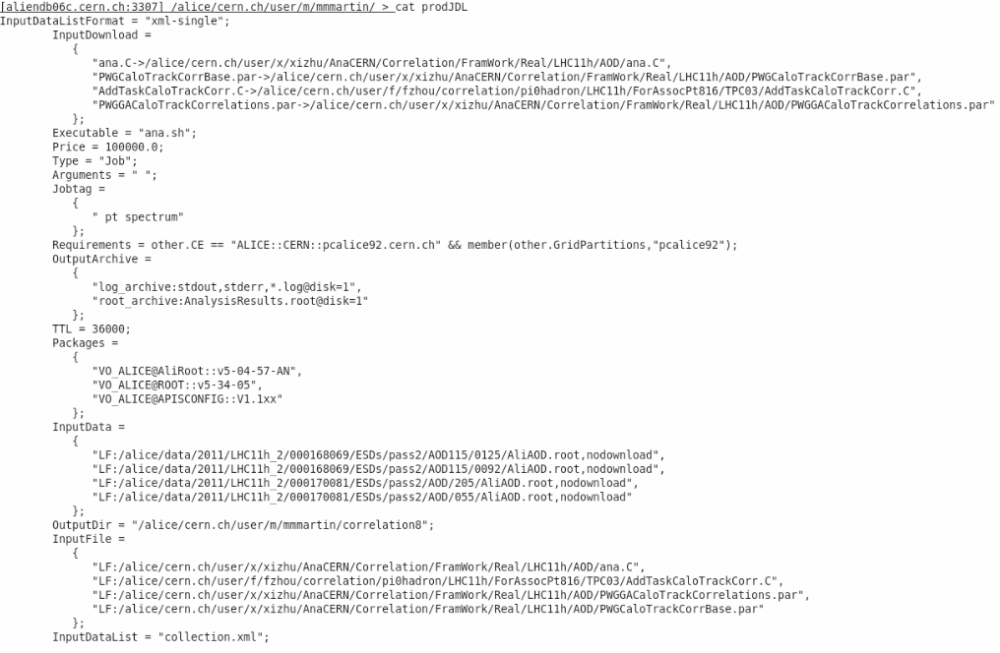 [aliendb06c.cern.ch:3307] /alice/cern.ch/user/m/mmmartin/ > cat prodJDL
InputDataListFormat = "xml-single";
InputDownload =
{
"ana.C->/alice/cern.ch/user/x/xizhu/AnaCERN/Correlation/FramWork/Real/LHC11h/AOD/ana.C",
"PWGCaloTrackCorrBase.par->/alice/cern.ch/user/x/xizhu/AnaCERN/Correlation/FramWork/Real/LHC11h/AOD/PWGCaloTrackCorrBase.par",
"AddTaskCaloTrackCorr.C->/alice/cern.ch/user/f/fzhou/correlation/pi0hadron/LHC11h/ForAssocPt816/TPC03/AddTaskCaloTrackCorr.C",
"PWGGACaloTrackCorrelations.par->/alice/cern.ch/user/x/xizhu/AnaCERN/Correlation/FramWork/Real/LHC11h/AOD/PWGGACaloTrackCorrelations.par"
};
Executable = "ana.sh";
Price = 100000.0;
Type = "Job";
Arguments = " ";
Jobtag =
{
" pt spectrum"
};
Requirements = other.CE == "ALICE::CERN::pcalice92.cern.ch" && member(other.GridPartitions,"pcalice92");
OutputArchive =
{
"log_archive:stdout,stderr,*.log@disk=1",
"root_archive:AnalysisResults.root@disk=1"
};
TTL = 36000;
Packages =
{
"VO_ALICE@AliRoot::v5-04-57-AN",
"VO_ALICE@ROOT::v5-34-05",
"VO_ALICE@APISCONFIG::V1.1xx"
};
InputData =
{
"LF:/alice/data/2011/LHC11h_2/000168069/ESDs/pass2/AOD115/0125/AliAOD.root,nodownload",
"LF:/alice/data/2011/LHC11h_2/000168069/ESDs/pass2/AOD115/0092/AliAOD.root,nodownload",
"LF:/alice/data/2011/LHC11h_2/000170081/ESDs/pass2/AOD/205/AliAOD.root,nodownload",
"LF:/alice/data/2011/LHC11h_2/000170081/ESDs/pass2/AOD/055/AliAOD.root,nodownload"
};
OutputDir = "/alice/cern.ch/user/m/mmmartin/correlation8";
InputFile =
{
"LF:/alice/cern.ch/user/x/xizhu/AnaCERN/Correlation/FramWork/Real/LHC11h/AOD/ana.C",
"LF:/alice/cern.ch/user/f/fzhou/correlation/pi0hadron/LHC11h/ForAssocPt816/TPC03/AddTaskCaloTrackCorr.C",
"LF:/alice/cern.ch/user/x/xizhu/AnaCERN/Correlation/FramWork/Real/LHC11h/AOD/PWGGACaloTrackCorrelations.par",
"LF:/alice/cern.ch/user/x/xizhu/AnaCERN/Correlation/FramWork/Real/LHC11h/AOD/PWGCaloTrackCorrBase.par"
};
InputDataList = "collection.xml";